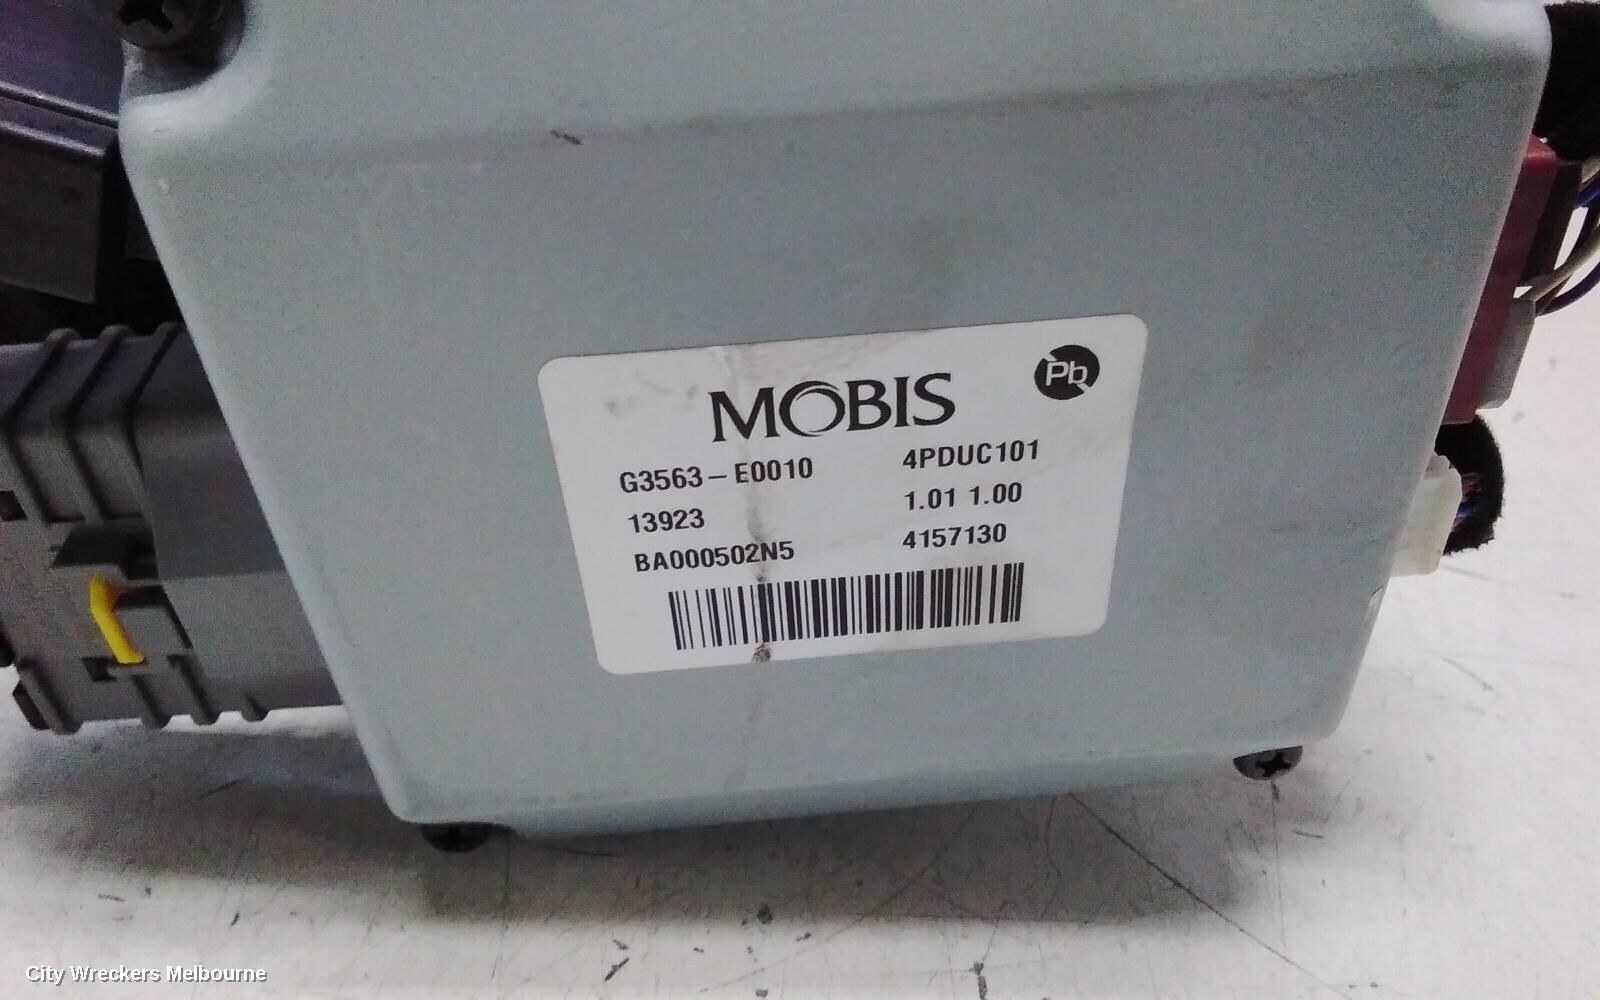 MOBIS
Pb
G3563-E0010 4PDUC101
13923 1.01 1.00
BA000502N5 4157130
City Wreckers Melbourne